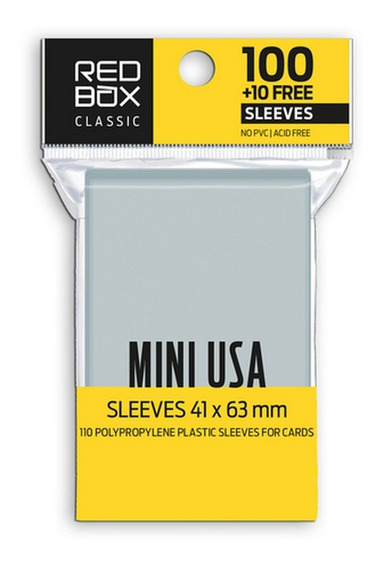 RED
BOX
CLASSIC
100
+10 FREE
SLEEVES
NO PVC | ACID FREE
MINI USA
SLEEVES 41 x 63 mm
110 POLYPROPYLENE PLASTIC SLEEVES FOR CARDS